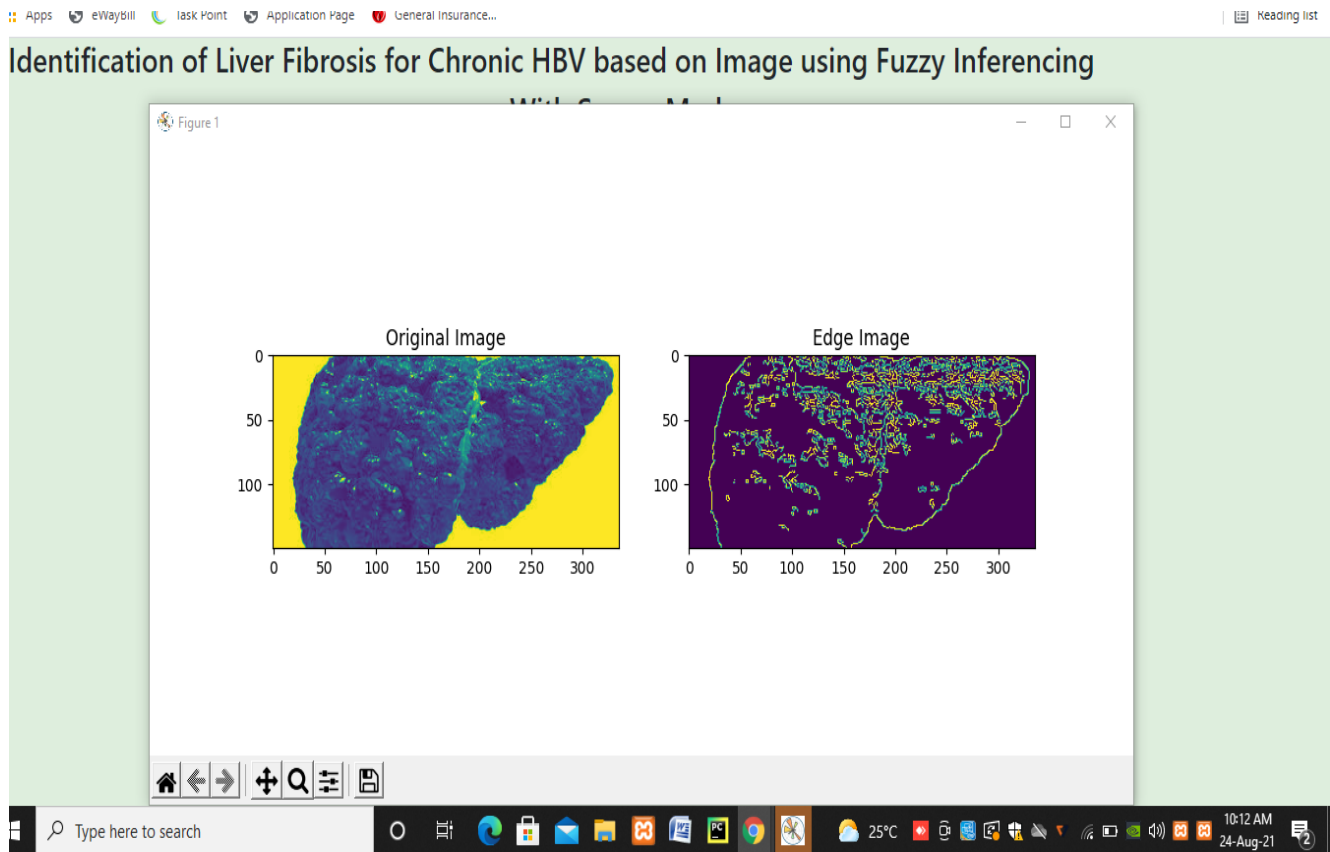 Apps eWayBill Task Point Application Page General Insurance... Reading list
Identification of Liver Fibrosis for Chronic HBV based on Image using Fuzzy Inferencing
Figure 1
Original Image
0
50
100
0 50 100 150 200 250 300
Edge Image
0
50
100
0 50 100 150 200 250 300
Type here to search
25°C
10:12 AM
24-Aug-21
2